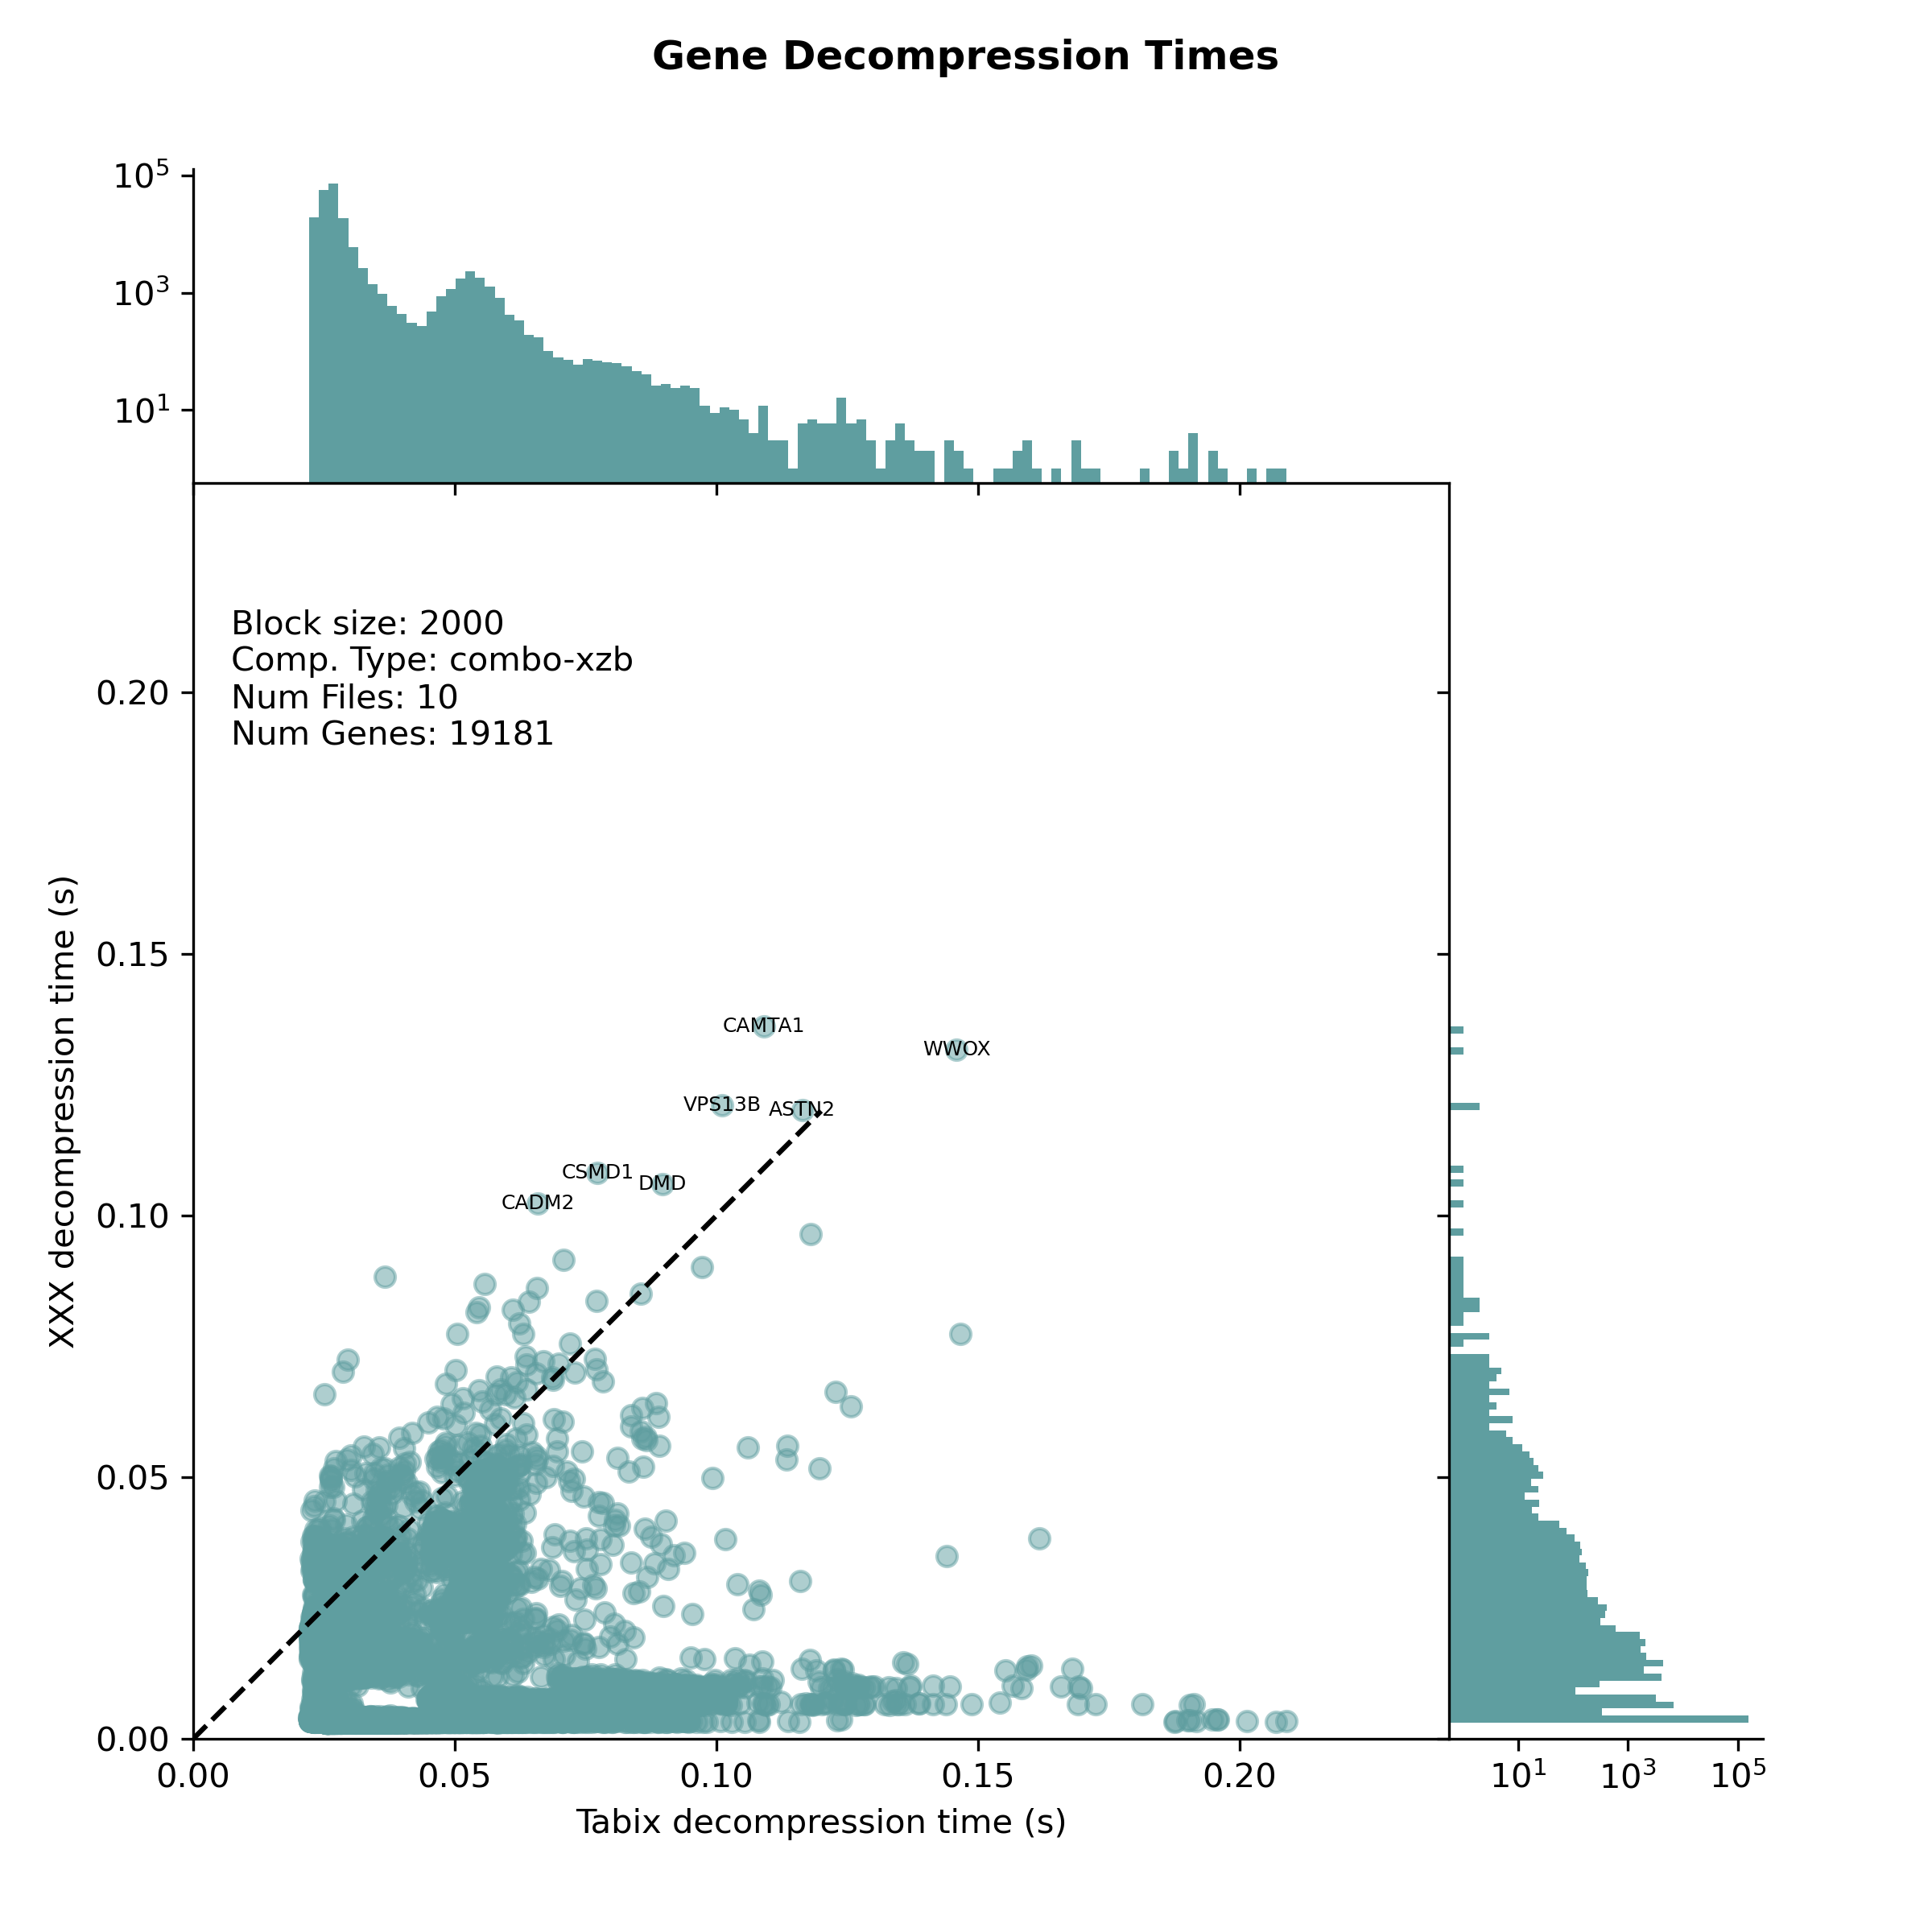 Gene Decompression Times
10^5
10^3
10^1
Block size: 2000
Comp. Type: combo-xzb
Num Files: 10
Num Genes: 19181
0.20
0.15
0.10
0.05
0.00
XXX decompression time (s)
CAMTA1
WWOX
VPS13B
ASTN2
CSMD1
DMD
CADM2
0.00 0.05 0.10 0.15 0.20
10^1 10^3 10^5
Tabix decompression time (s)